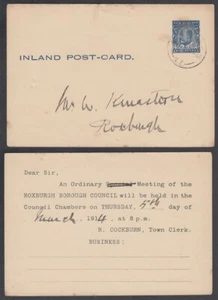 INLAND POST-CARD.
Mr W. Kinaston
Roxburgh
Dear Sir,
An Ordinary Meeting of the
ROXBURGH BOROUGH COUNCIL will be held in the
Council Chambers on THURSDAY, 5th day of
March, 1914, at 8 p.m.
R. COCKBURN, Town Clerk.
BUSINESS: